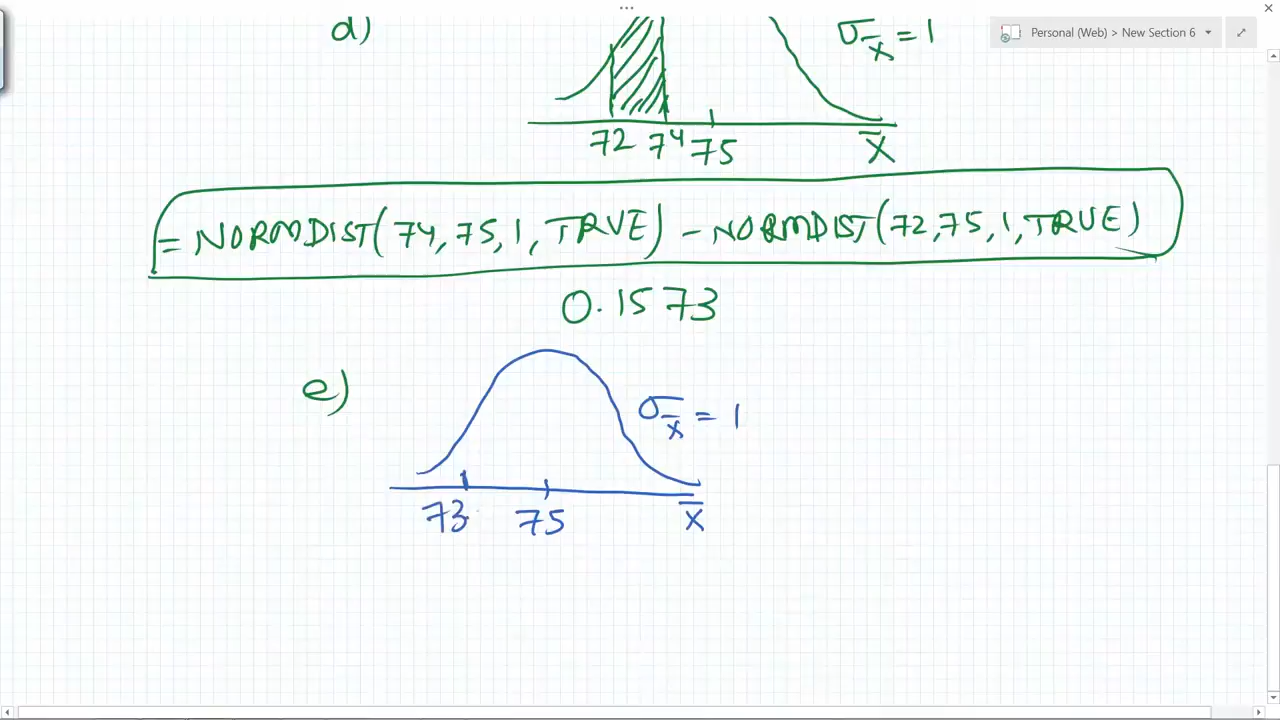 ...
d)
σx̄ = 1
Personal (Web) > New Section 6
72 74 75 X̄
= NORMDIST(74,75,1,TRUE) - NORMDIST(72,75,1,TRUE)
0.1573
e)
σx̄ = 1
73 75 x̄